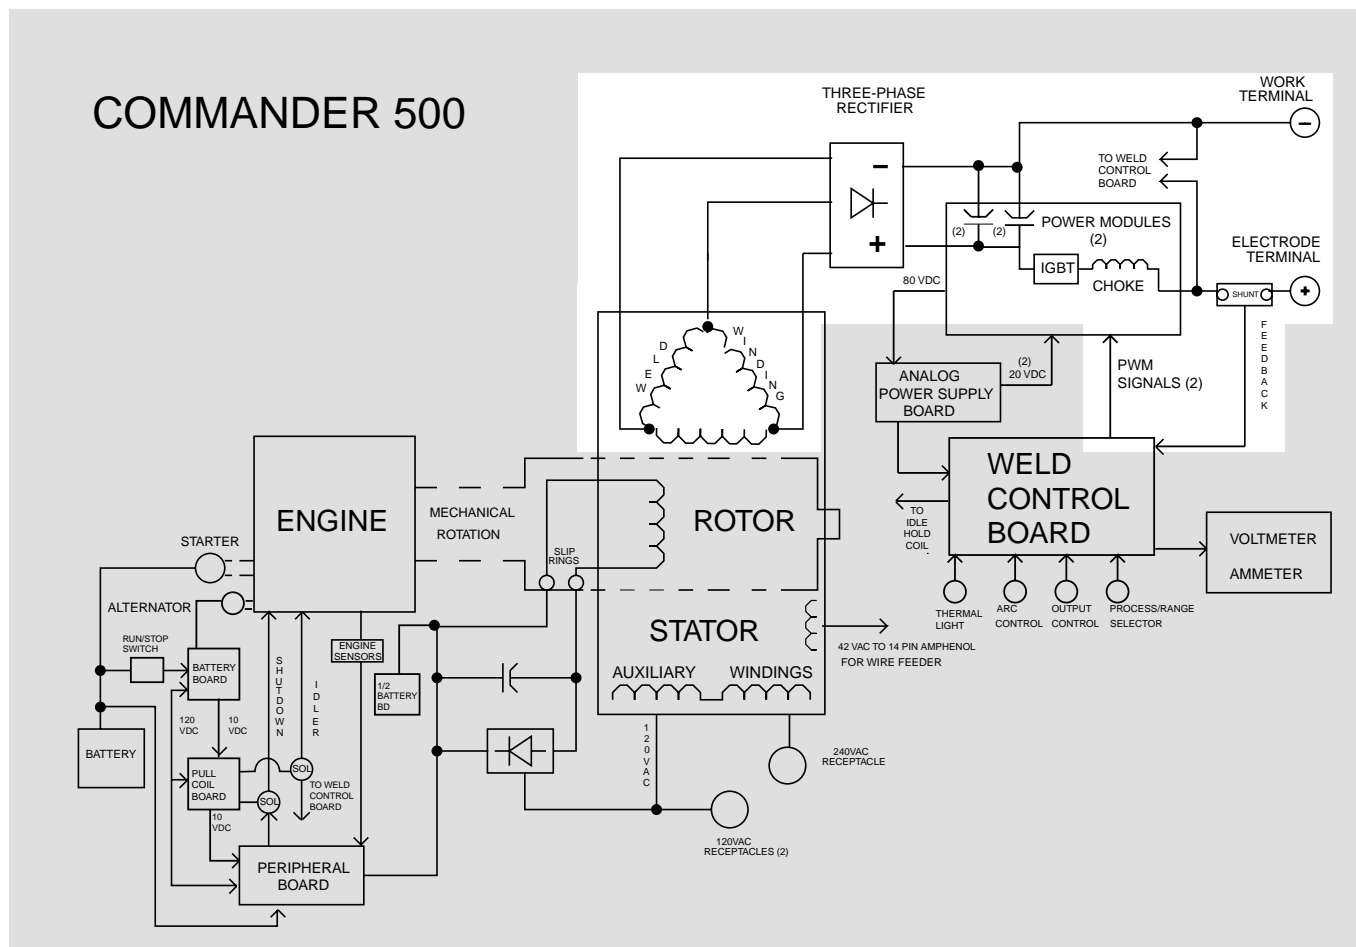 COMMANDER 500
THREE-PHASE
RECTIFIER
WORK
TERMINAL
−
TO WELD
CONTROL
BOARD
−
+
(2)
(2)
POWER MODULES
(2)
IGBT
CHOKE
ELECTRODE
TERMINAL
SHUNT
+
80 VDC
FEEDBACK
WELD
WINDING
ANALOG
POWER SUPPLY
BOARD
(2)
20 VDC
PWM
SIGNALS (2)
WELD
CONTROL
BOARD
TO
IDLE
HOLD
COIL
.
VOLTMETER
AMMETER
THERMAL
LIGHT
ARC
CONTROL
OUTPUT
CONTROL
PROCESS/RANGE
SELECTOR
ENGINE
MECHANICAL
ROTATION
ROTOR
SLIP
RINGS
STATOR
AUXILIARY
WINDINGS
42 VAC TO 14 PIN AMPHENOL
FOR WIRE FEEDER
STARTER
ALTERNATOR
RUN/STOP
SWITCH
BATTERY
BOARD
SHUTDOWN
IDLER
ENGINE
SENSORS
1/2
BATTERY
BD
120
VDC
10
VDC
BATTERY
PULL
COIL
BOARD
SOL
SOL
TO WELD
CONTROL
BOARD
10
VDC
PERIPHERAL
BOARD
120VAC
240VAC
RECEPTACLE
120VAC
RECEPTACLES (2)